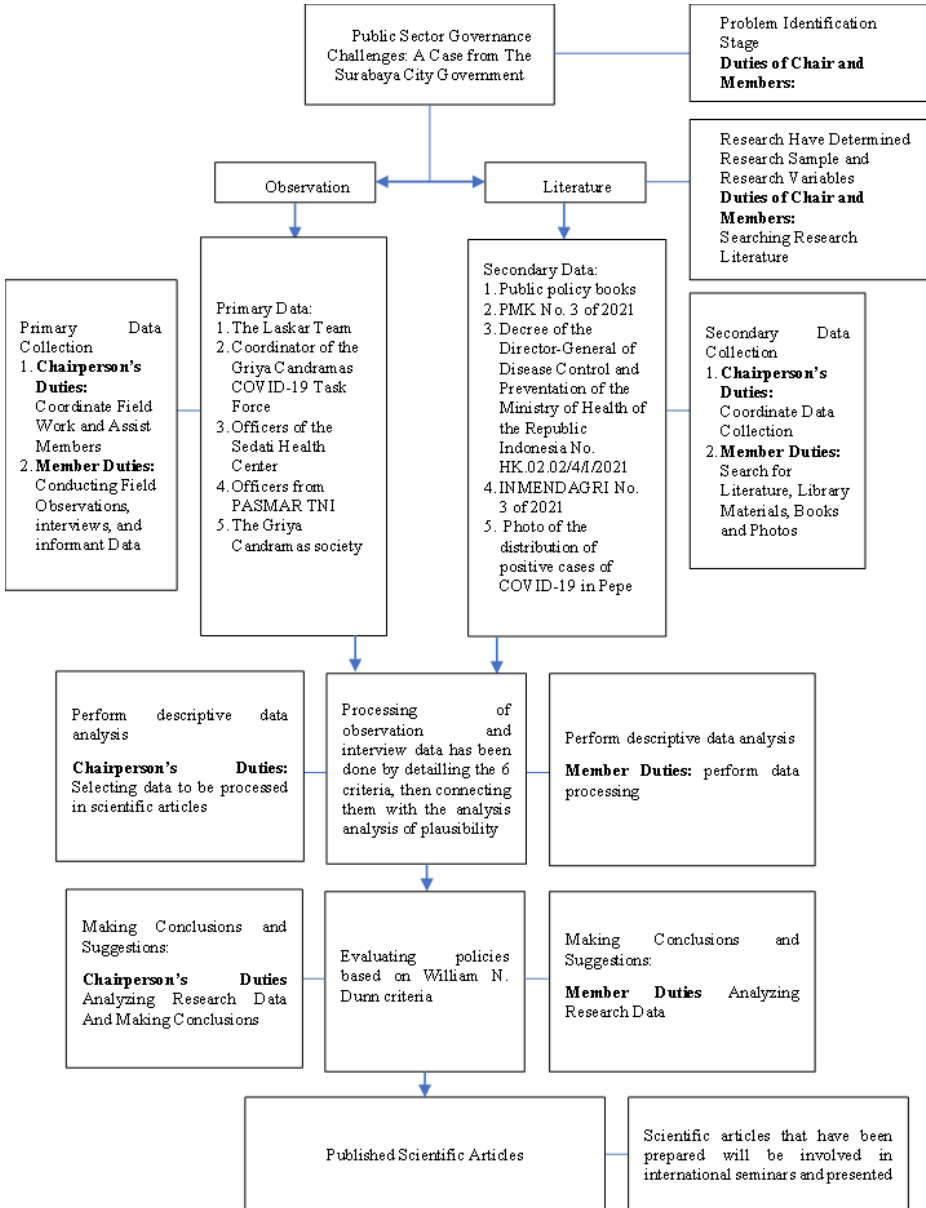 Public Sector Governance
Challenges: A Case from The
Surabaya City Government
Problem Identification
Stage
Duties of Chair and
Members:
Research Have Determined
Research Sample and
Research Variables
Duties of Chair and
Members:
Searching Research
Literature
Observation
Literature
Primary Data
Collection
1. Chairperson's
Duties:
Coordinate Field
Work and Assist
Members
2. Member Duties:
Conducting Field
Observations,
interviews, and
informant Data
Primary Data:
1. The Laskar Team
2. Coordinator of the
Griya Candramas
COVID-19 Task
Force
3. Officers of the
Sedati Health
Center
4. Officers from
PASMAR TNI
5. The Griya
Candramas society
Secondary Data:
1. Public policy books
2. PMK No. 3 of 2021
3. Decree of the
Director-General of
Disease Control and
Preventation of the
Ministry of Health of
the Republic
Indonesia No.
HK.02.02/4/I/2021
4. INMENDAGRI No.
3 of 2021
5. Photo of the
distribution of
positive cases of
COVID-19 in Pepe
Secondary Data
Collection
1. Chairperson's
Duties:
Coordinate Data
Collection
2. Member Duties:
Search for
Literature, Library
Materials, Books
and Photos
Perform descriptive data
analysis
Chairperson's Duties:
Selecting data to be processed
in scientific articles
Processing of
observation and
interview data has been
done by detailling the 6
criteria, then connecting
them with the analysis
analysis of plausibility
Perform descriptive data analysis
Member Duties: perform data
processing
Making Conclusions and
Suggestions:
Chairperson's Duties
Analyzing Research Data
And Making Conclusions
Evaluating policies
based on William N.
Dunn criteria
Making Conclusions and
Suggestions:
Member Duties Analyzing
Research Data
Published Scientific Articles
Scientific articles that have been
prepared will be involved in
international seminars and presented